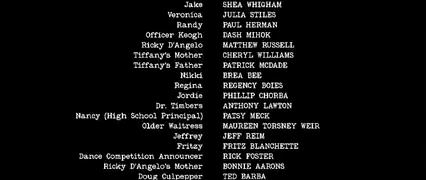 Jake SHEA WHIGHAM
Veronica JULIA STILES
Randy PAUL HERMAN
Officer Keogh DASH MIHOK
Ricky D'Angelo MATTHEW RUSSELL
Tiffany's Mother CHERYL WILLIAMS
Tiffany's Father PATRICK MCDADE
Nikki BREA BEE
Regina REGENCY BOIES
Jordie PHILLIP CHORBA
Dr. Timbers ANTHONY LAWTON
Nancy (High School Principal) PATSY MECK
Older Waitress MAUREEN TORSNEY WEIR
Jeffrey JEFF REIM
Fritzy FRITZ BLANCHETTE
Dance Competition Announcer RICK FOSTER
Ricky D'Angelo's Mother BONNIE AARONS
Doug Culpepper TED BARBA